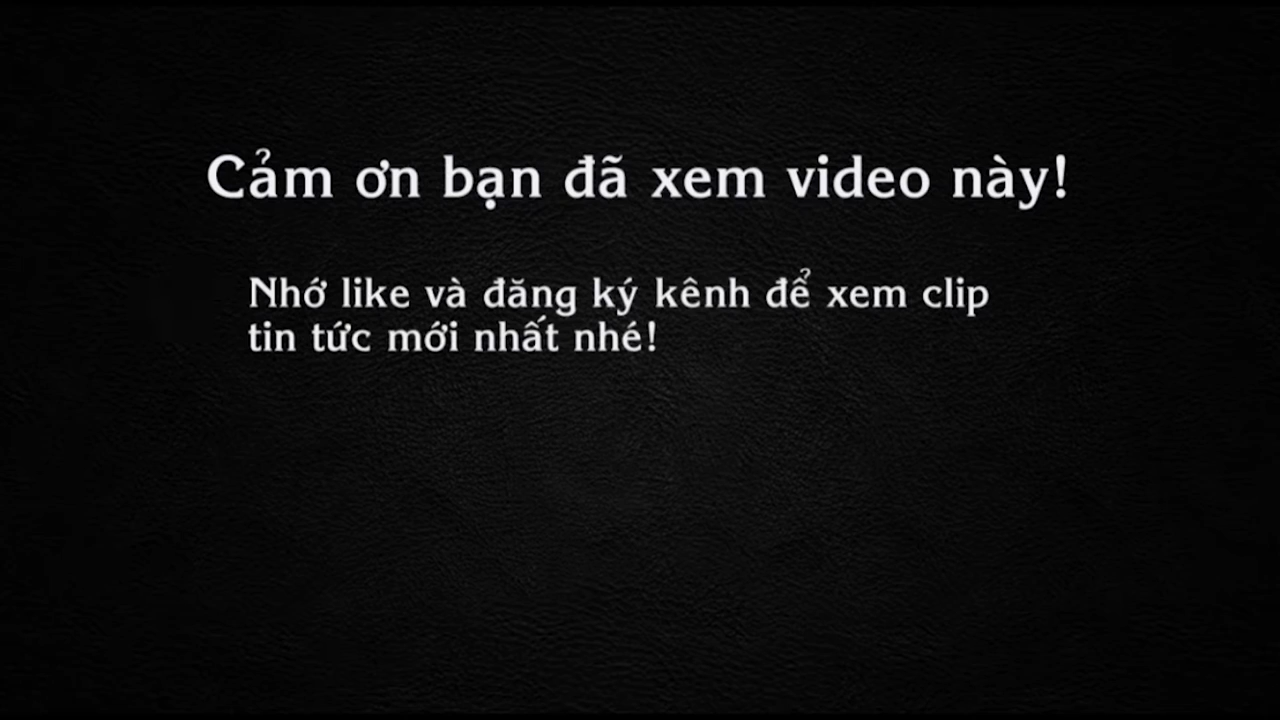 Cảm ơn bạn đã xem video này!
Nhớ like và đăng ký kênh để xem clip
tin tức mới nhất nhé!